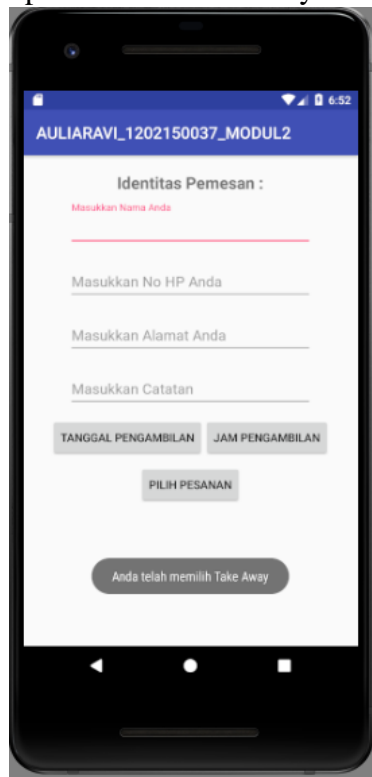 6:52
AULIARAVI_1202150037_MODUL2
Identitas Pemesan :
Masukkan Nama Anda
Masukkan No HP Anda
Masukkan Alamat Anda
Masukkan Catatan
TANGGAL PENGAMBILAN JAM PENGAMBILAN
PILIH PESANAN
Anda telah memilih Take Away